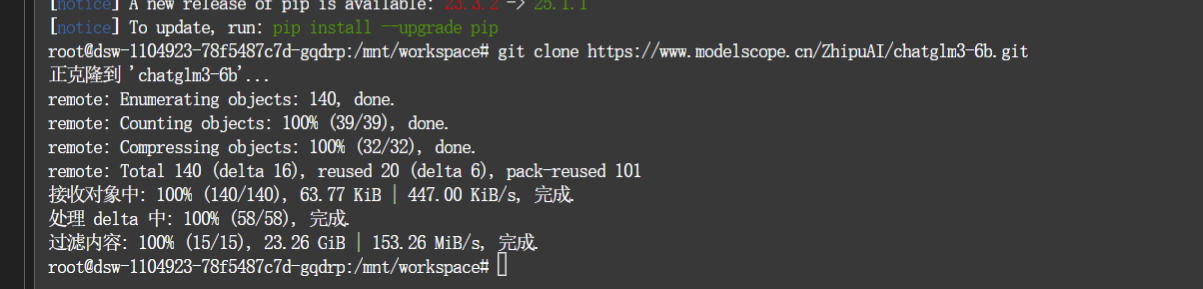 [notice] A new release of pip is available: 23.3.2 -> 25.1.1
[notice] To update, run: pip install --upgrade pip
root@dsw-1104923-78f5487c7d-gqdrp:/mnt/workspace# git clone https://www.modelscope.cn/ZhipuAI/chatglm3-6b.git
正克隆到 'chatglm3-6b'...
remote: Enumerating objects: 140, done.
remote: Counting objects: 100% (39/39), done.
remote: Compressing objects: 100% (32/32), done.
remote: Total 140 (delta 16), reused 20 (delta 6), pack-reused 101
接收对象中: 100% (140/140), 63.77 KiB | 447.00 KiB/s, 完成.
处理 delta 中: 100% (58/58), 完成.
过滤内容: 100% (15/15), 23.26 GiB | 153.26 MiB/s, 完成.
root@dsw-1104923-78f5487c7d-gqdrp:/mnt/workspace#